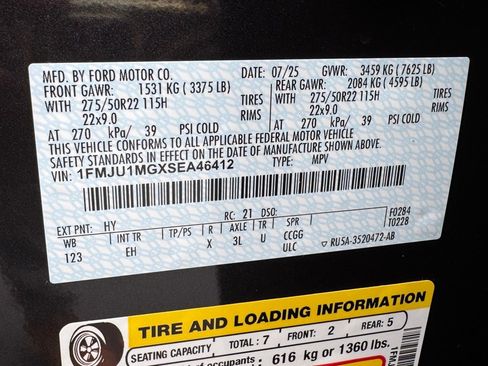 MFD. BY FORD MOTOR CO. DATE: 07/25 GVWR: 3459 KG (7625 LB)
FRONT GAWR: 1531 KG (3375 LB) REAR GAWR: 2084 KG (4595 LB)
WITH 275/50R22 115H TIRES WITH 275/50R22 115H TIRES
22x9.0 RIMS 22x9.0 RIMS
AT 270 kPa/ 39 PSI COLD AT 270 kPa/ 39 PSI COLD
THIS VEHICLE CONFORMS TO ALL APPLICABLE FEDERAL MOTOR VEHICLE
SAFETY STANDARDS IN EFFECT ON THE DATE OF MANUFACTURE SHOWN ABOVE.
VIN: 1FMJU1MGXSEA46412 TYPE: MPV
F0284
T0228
EXT PNT: HY RC: 21 DSO:
WB INT TR TP/PS R AXLE TR SPR
123 EH X 3L U CCGG
ULC ▽ RU5A-3520472-AB
TIRE AND LOADING INFORMATION
SEATING CAPACITY TOTAL: 7 FRONT: 2 REAR: 5
occupants 616 kg or 1360 lbs.